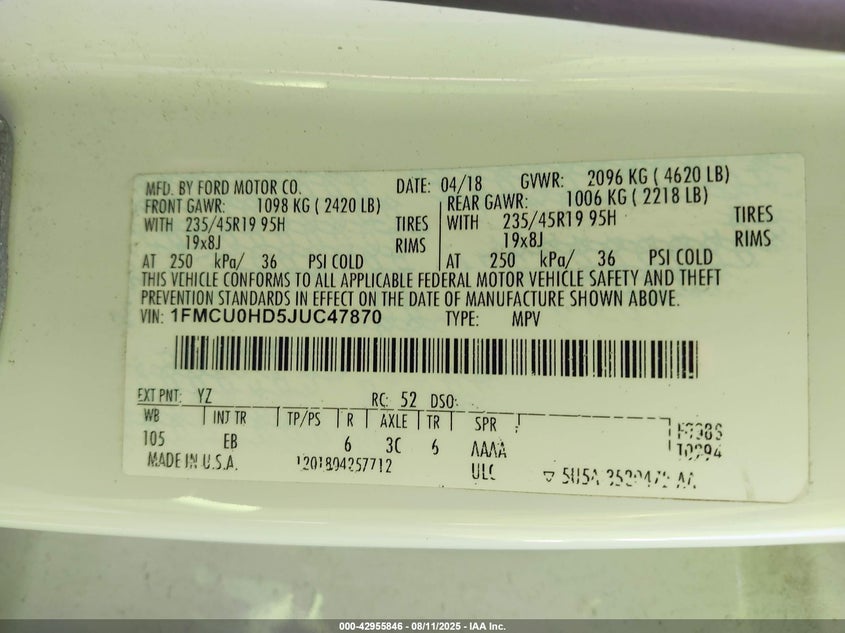 MFD. BY FORD MOTOR CO. DATE: 04/18 GVWR: 2096 KG ( 4620 LB)
FRONT GAWR: 1098 KG ( 2420 LB) REAR GAWR: 1006 KG ( 2218 LB)
WITH 235/45R19 95H TIRES WITH 235/45R19 95H TIRES
19x8J RIMS 19x8J RIMS
AT 250 kPa/ 36 PSI COLD AT 250 kPa/ 36 PSI COLD
THIS VEHICLE CONFORMS TO ALL APPLICABLE FEDERAL MOTOR VEHICLE SAFETY AND THEFT
PREVENTION STANDARDS IN EFFECT ON THE DATE OF MANUFACTURE SHOWN ABOVE.
VIN: 1FMCU0HD5JUC47870 TYPE: MPV
EXT PNT: YZ RC: 52 DSO:
WB INT TR TP/PS R AXLE TR SPR
105 EB 6 3C 6 AAAA
MADE IN U.S.A. ULC
000-42955846 - 08/11/2025 - IAA Inc.